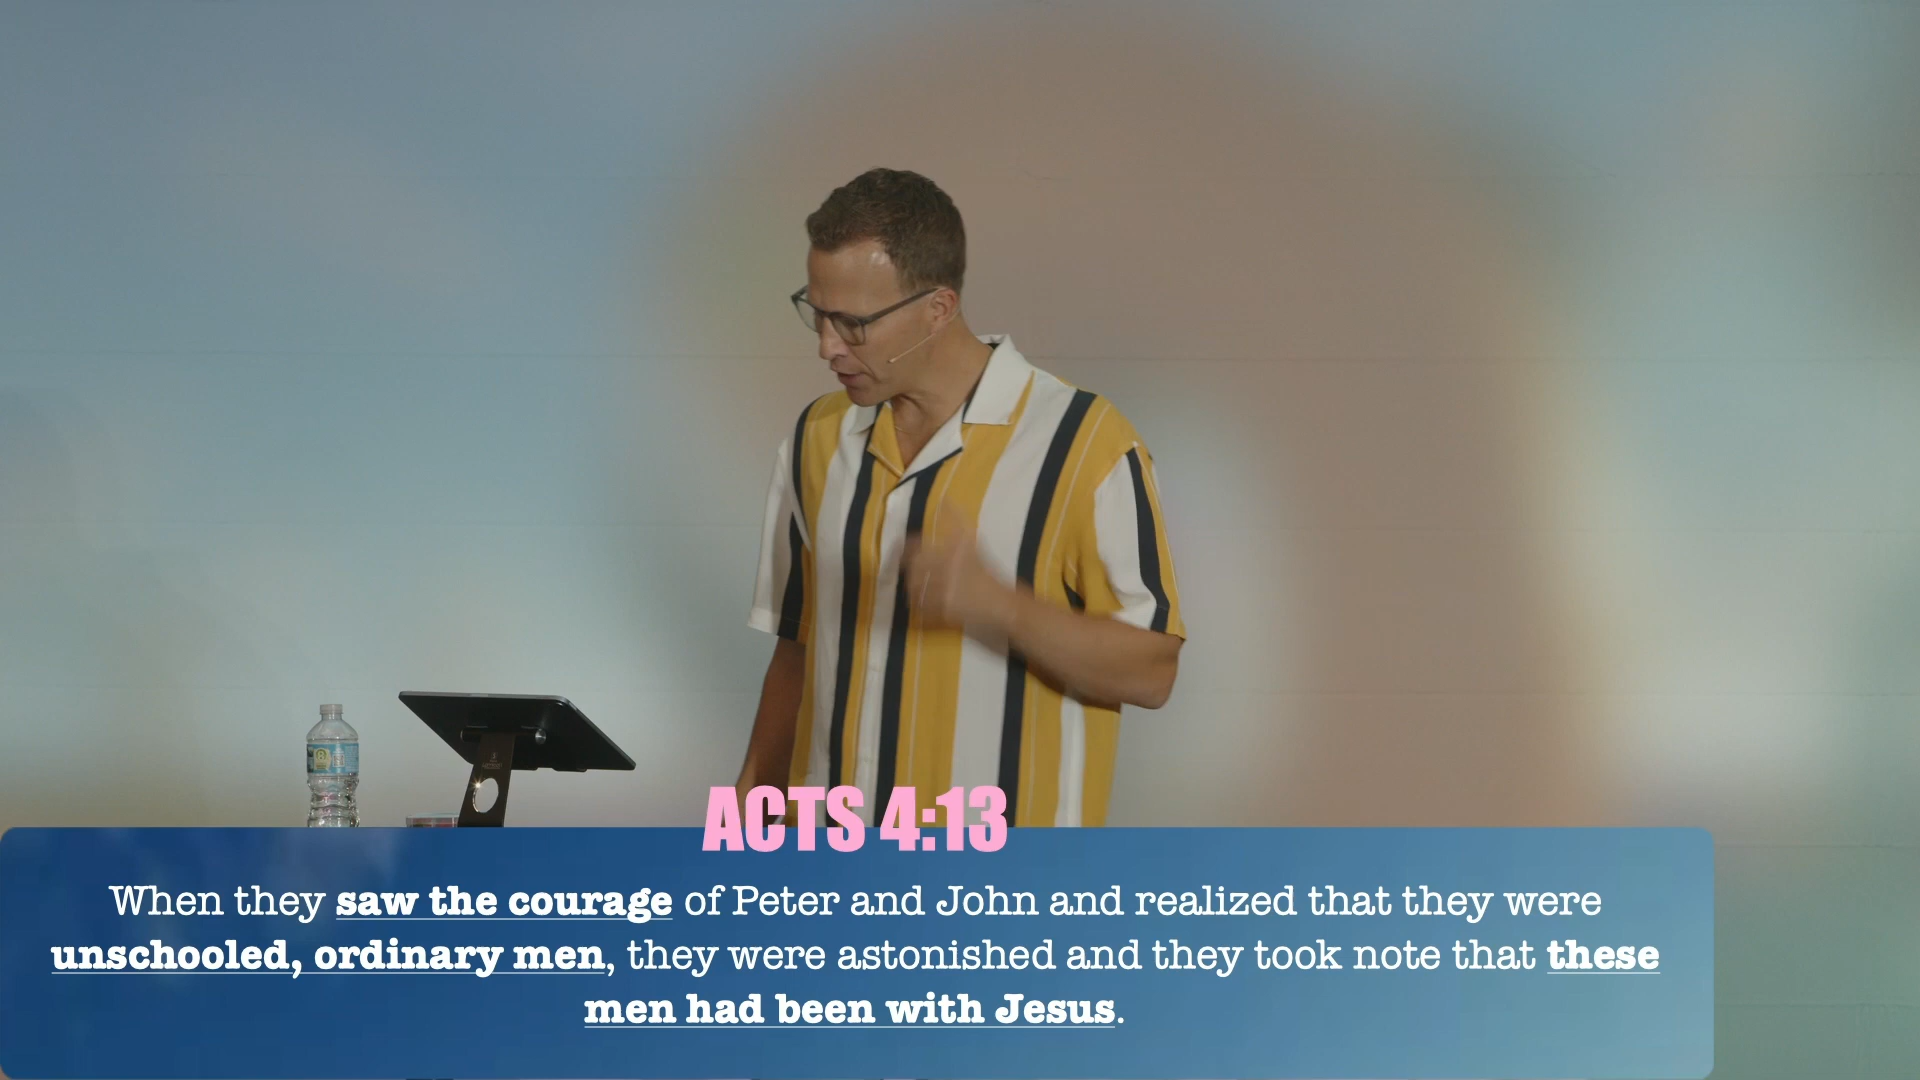 ACTS 4:13
When they saw the courage of Peter and John and realized that they were
unschooled, ordinary men, they were astonished and they took note that these
men had been with Jesus.